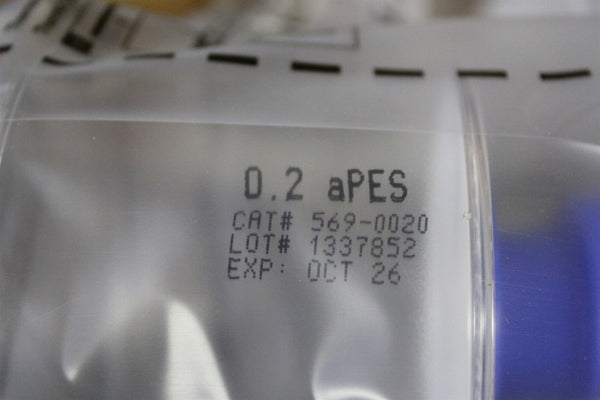 0.2 aPES
CAT# 569-0020
LOT# 1337852
EXP: OCT 26